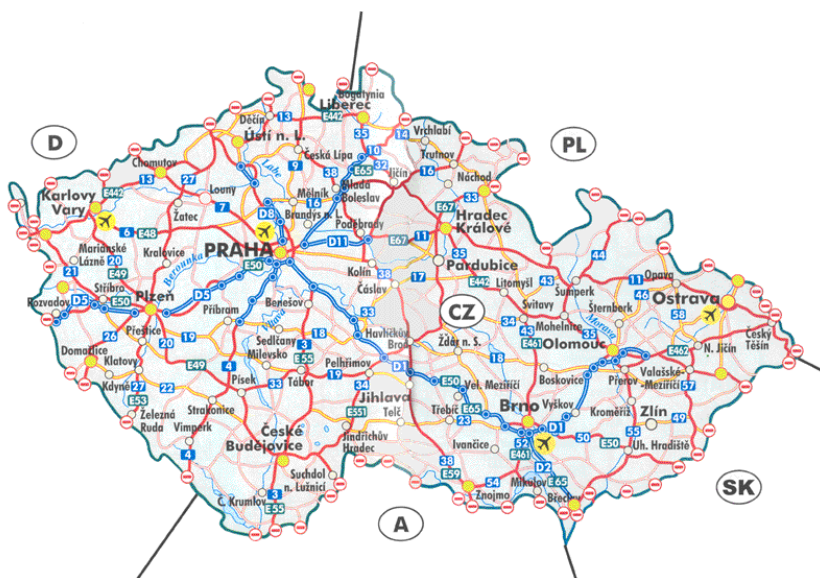 Bogatynia
Liberec
Děčín
13
E442
Ústí n. L.
35
14
Vrchlabí
D
PL
Chomutov
9
Česká Lípa
10
32
Trutnov
13
27
Louny
Labe
38
E65
Jičín
16
Náchod
33
E442
Karlovy
Vary
Žatec
7
Mělník
16
Mladá
Boleslav
E67
Hradec
Králové
6
E48
D8
Brandýs n. L.
Poděbrady
D11
E67
11
44
Mariánské
Lázně
20
E49
Kralovice
PRAHA
E50
Berounka
Kolín
38
Čáslav
17
35
Pardubice
E442
Litomyšl
43
Šumperk
11
Opava
46
21
Stříbro
E50
D5
Rozvadov
Plzeň
D5
Příbram
Benešov
Vltava
33
CZ
Svitavy
Šternberk
Ostrava
58
26
Přeštice
20
19
Sedlčany
3
18
Havlíčkův
Brod
34
43
Mohelnice
E461
Olomouc
35
Morava
Český
Těšín
Domažlice
Klatovy
E49
Milevsko
E55
Pelhřimov
D1
Žďár n. S.
18
E462
N. Jičín
Kdyně
27
22
4
Písek
33
Tábor
19
34
Jihlava
E50
Vel. Meziříčí
Boskovice
Přerov
Valašské-
Meziříčí
57
E53
Železná
Ruda
Strakonice
Vimperk
E551
Telč
Třebíč
E65
23
Brno
Vyškov
D1
Kroměříž
Zlín
49
4
České
Budějovice
Jindřichův
Hradec
Ivančice
52
E461
50
E50
55
Uh. Hradiště
Suchdol
n. Lužnicí
38
E59
54
Znojmo
D2
Mikulov
E65
Břeclav
SK
Č. Krumlov
3
E55
A